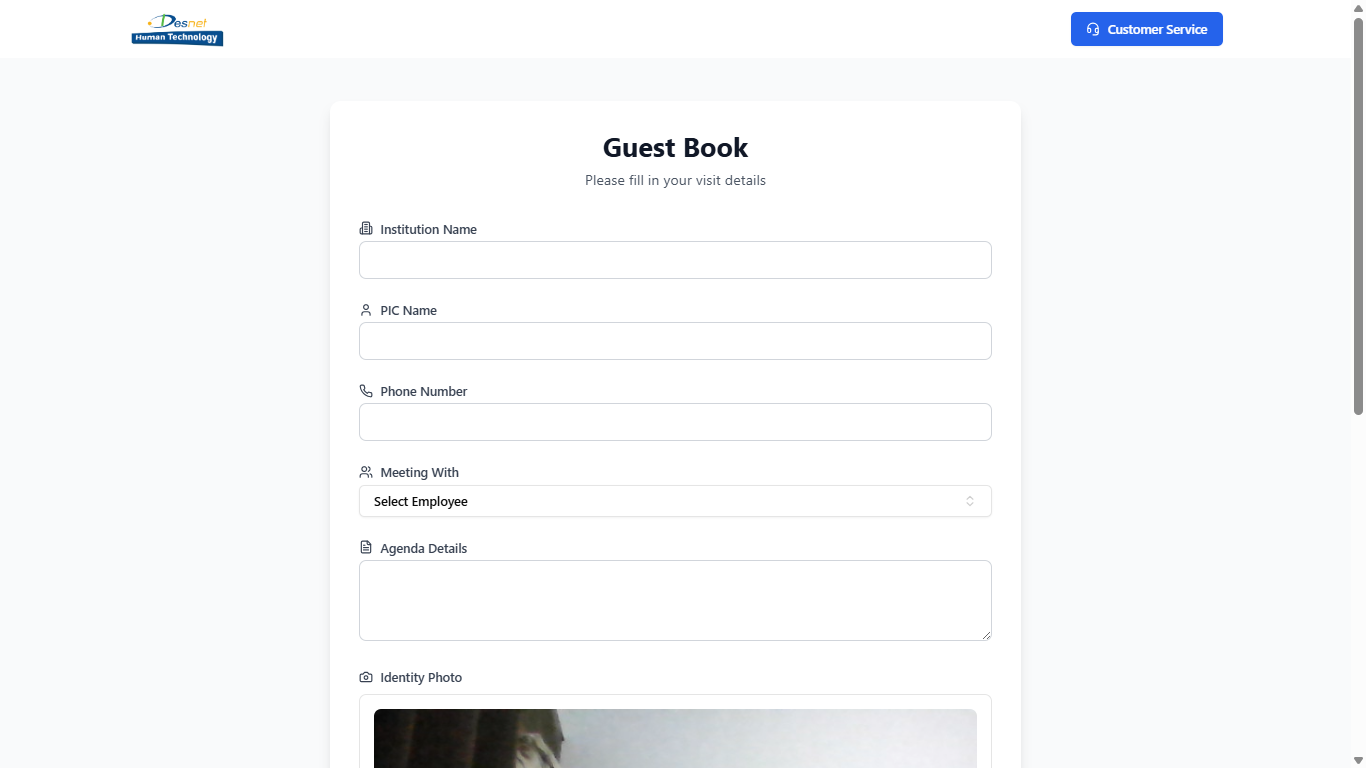 Desnet
Human Technology
Customer Service
Guest Book
Please fill in your visit details
Institution Name
PIC Name
Phone Number
Meeting With
Select Employee
Agenda Details
Identity Photo